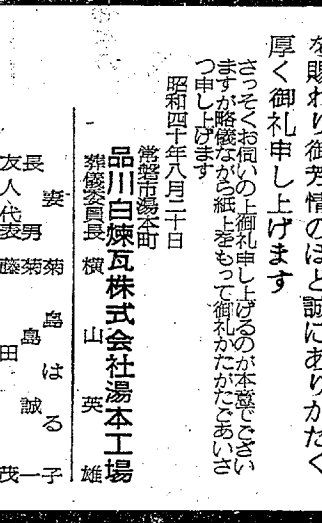 を賜わり御芳情のほど誠にありがたく
厚く御礼申し上げます
さっそくお伺いの上御礼申し上げるのが本意でござい
ますが略儀ながら紙上をもって御礼かたがたごあいさ
つ申し上げます
昭和四十年八月二十日
常磐市湯本町
品川白煉瓦株式会社湯本工場
葬儀委員長 横山英雄
妻 菊島はる子
長男 菊島誠一
友人代表 藤田茂